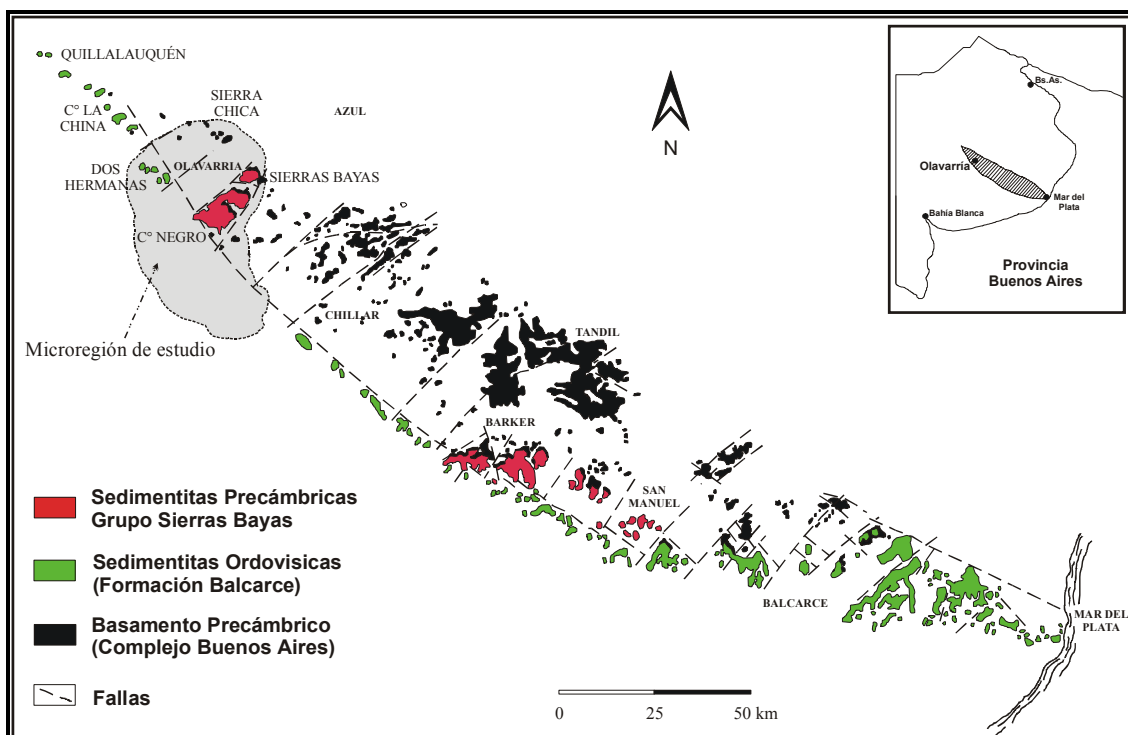 QUILLALAUQUÉN
C° LA
CHINA
SIERRA
CHICA
AZUL
DOS
HERMANAS
OLAVARRIA
SIERRAS BAYAS
C° NEGRO
Microregión de estudio
N
CHILLAR
TANDIL
BARKER
SAN
MANUEL
BALCARCE
MAR DEL
PLATA
Bs.As.
Olavarría
Mar del
Plata
Bahía Blanca
Provincia
Buenos Aires
Sedimentitas Precámbricas
Grupo Sierras Bayas
Sedimentitas Ordovisicas
(Formación Balcarce)
Basamento Precámbrico
(Complejo Buenos Aires)
Fallas
0 25 50 km